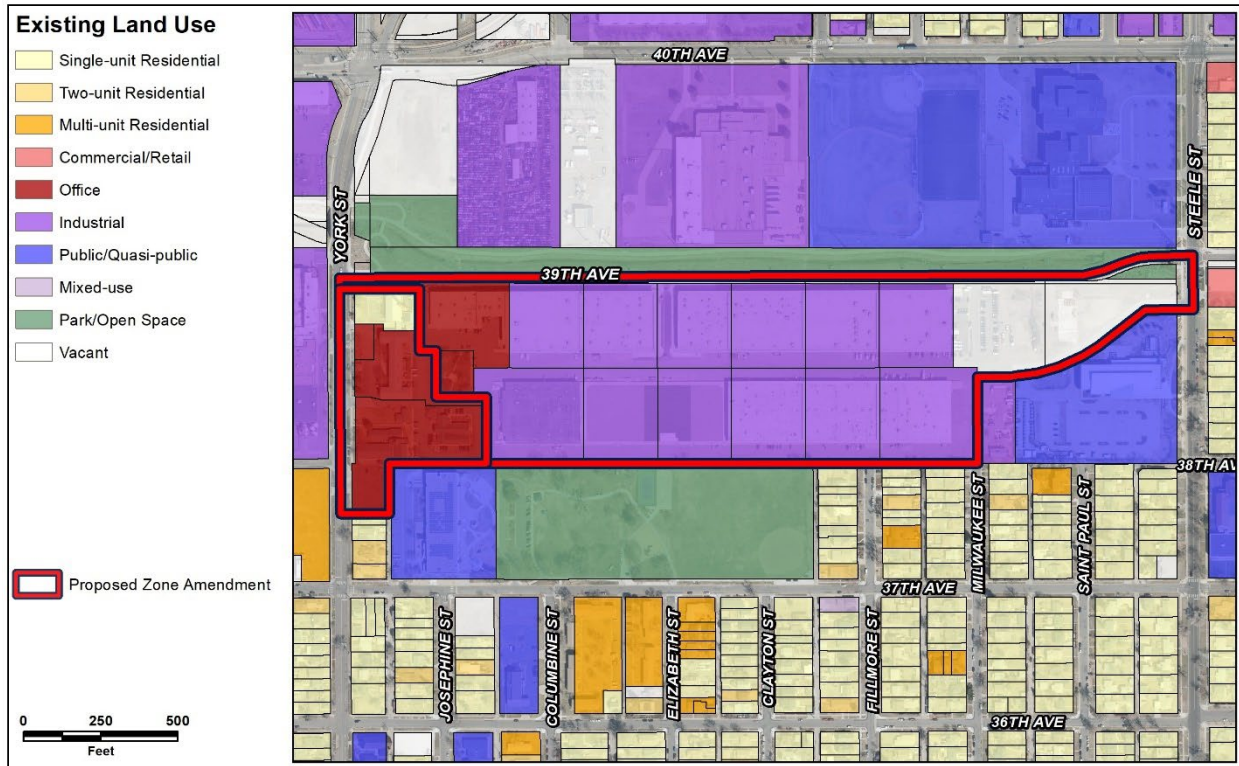 Existing Land Use
Single-unit Residential
Two-unit Residential
Multi-unit Residential
Commercial/Retail
Office
Industrial
Public/Quasi-public
Mixed-use
Park/Open Space
Vacant
Proposed Zone Amendment
0 250 500
Feet
40TH AVE
YORK ST
STEELE ST
39TH AVE
38TH AV
MILWAUKEE ST
SAINT PAUL ST
37TH AVE
JOSEPHINE ST
COLUMBINE ST
ELIZABETH ST
CLAYTON ST
FILLMORE ST
36TH AVE